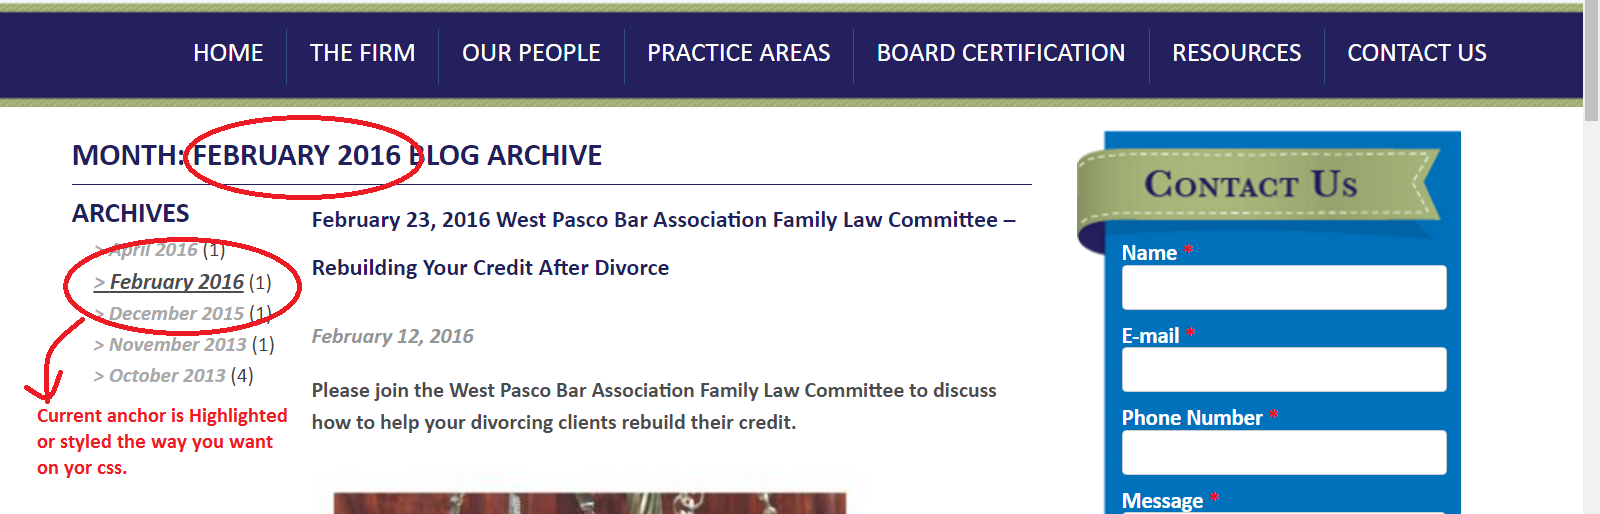 HOME THE FIRM OUR PEOPLE PRACTICE AREAS BOARD CERTIFICATION RESOURCES CONTACT US
MONTH: FEBRUARY 2016 BLOG ARCHIVE
ARCHIVES
> April 2016 (1)
> February 2016 (1)
> December 2015 (1)
> November 2013 (1)
> October 2013 (4)
Current anchor is Highlighted
or styled the way you want
on yor css.
February 23, 2016 West Pasco Bar Association Family Law Committee –
Rebuilding Your Credit After Divorce
February 12, 2016
Please join the West Pasco Bar Association Family Law Committee to discuss
how to help your divorcing clients rebuild their credit.
CONTACT US
Name *
E-mail *
Phone Number *
Message *